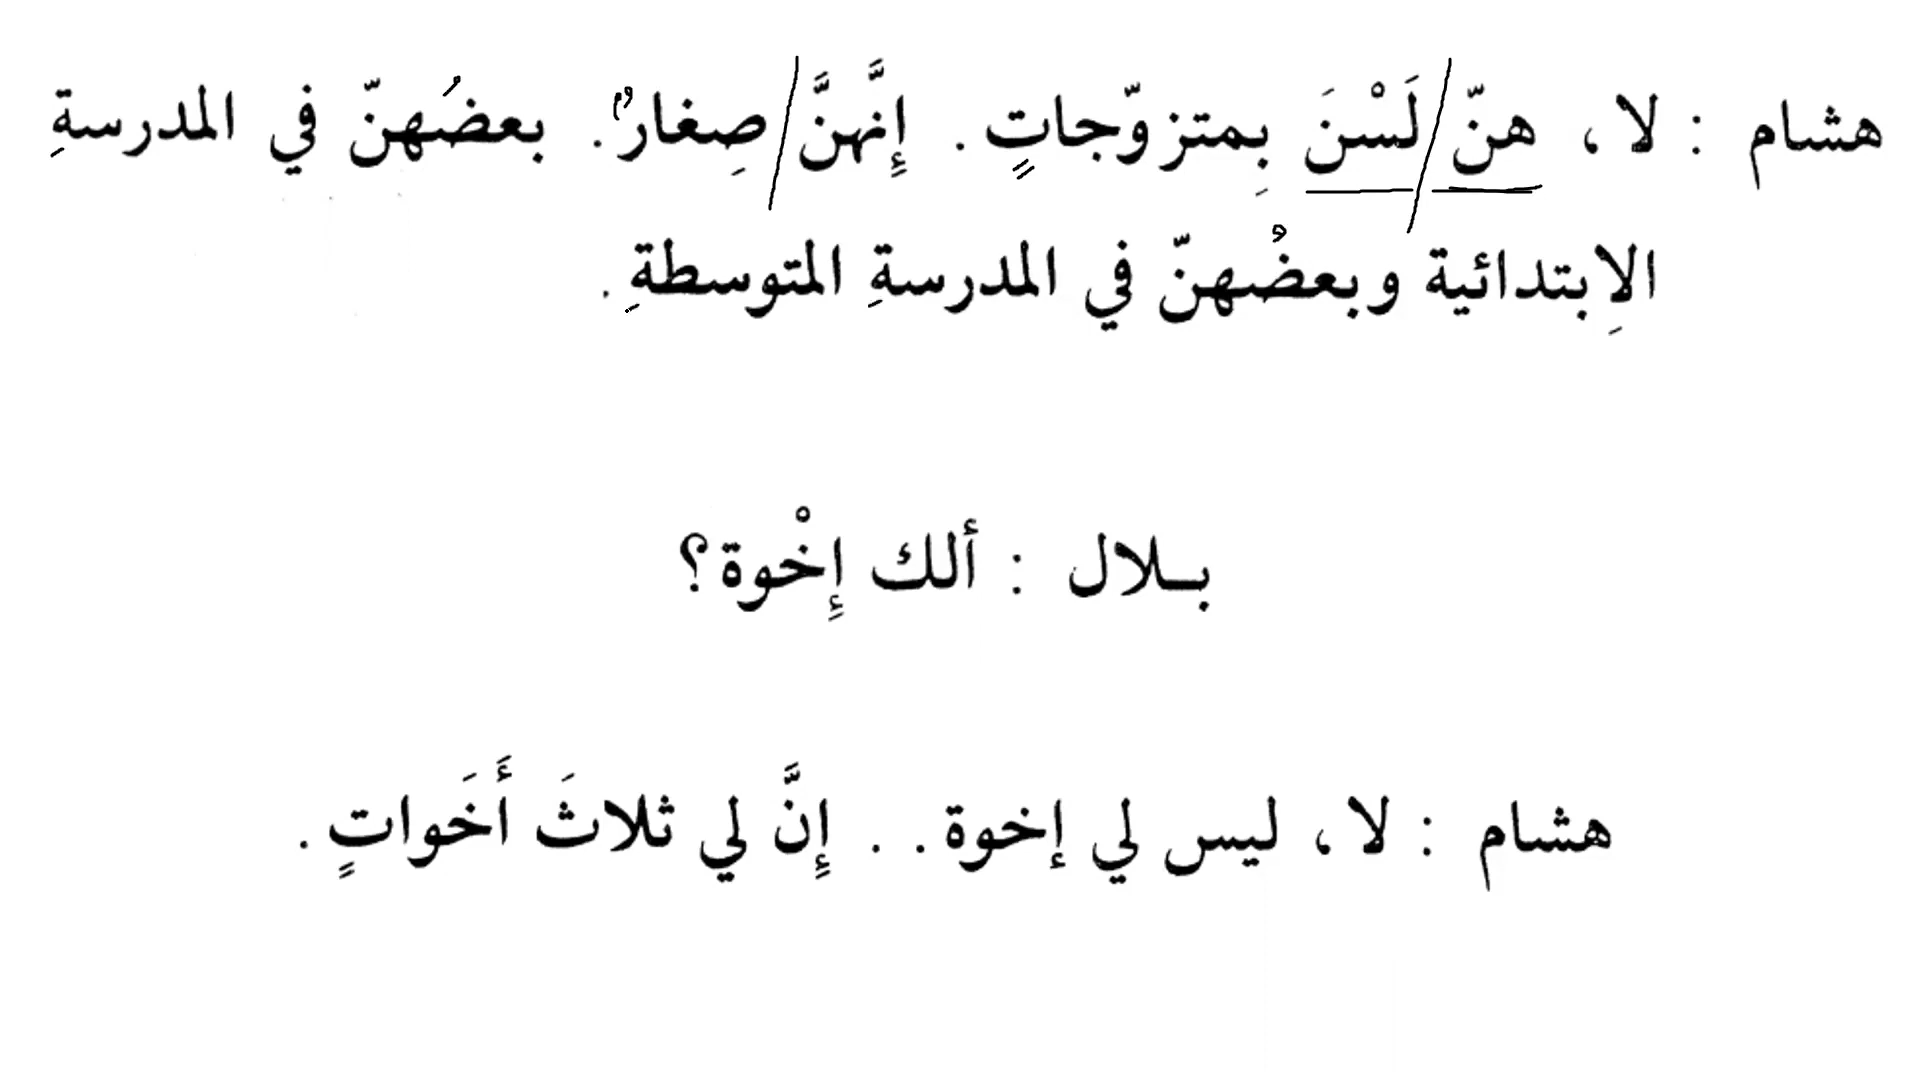 هشام : لا، هنّ لَسْنَ بِمتزوّجاتٍ . إِنَّهنَّ صِغارٌ . بعضُهنّ في المدرسةِ
الاِبتدائية وبعضُهنّ في المدرسةِ المتوسطةِ .
بـلال : ألك إِخْوة؟
هشام : لا، ليس لي إخوة . . إِنَّ لي ثلاثَ أَخَواتٍ .